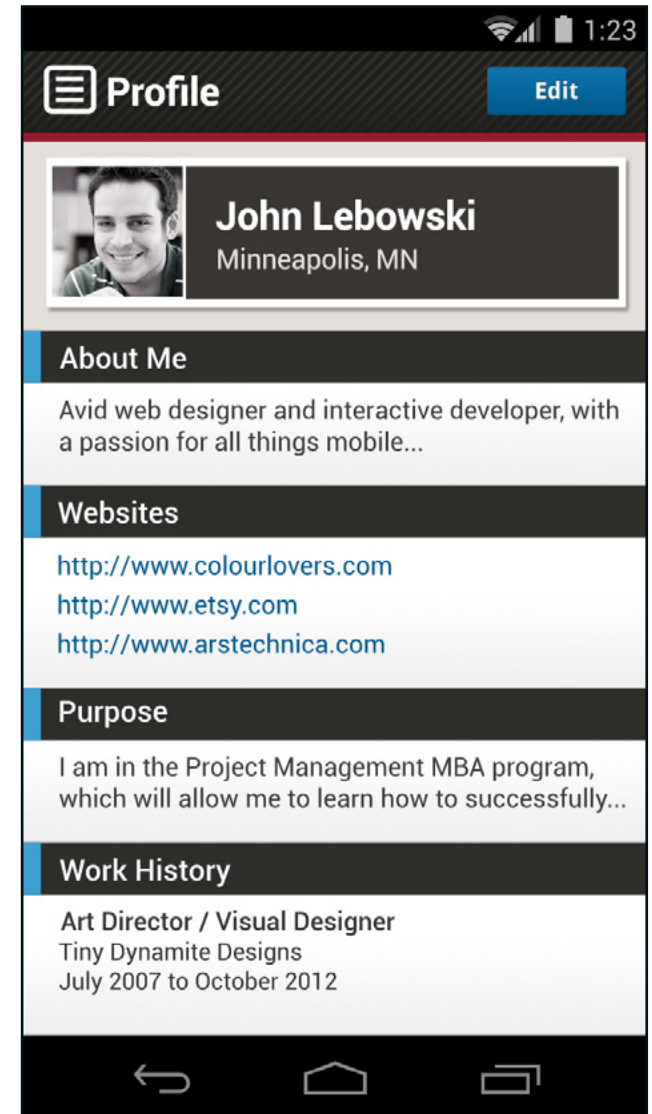 1:23
Profile
Edit
John Lebowski
Minneapolis, MN
About Me
Avid web designer and interactive developer, with
a passion for all things mobile...
Websites
http://www.colourlovers.com
http://www.etsy.com
http://www.arstechnica.com
Purpose
I am in the Project Management MBA program,
which will allow me to learn how to successfully...
Work History
Art Director / Visual Designer
Tiny Dynamite Designs
July 2007 to October 2012